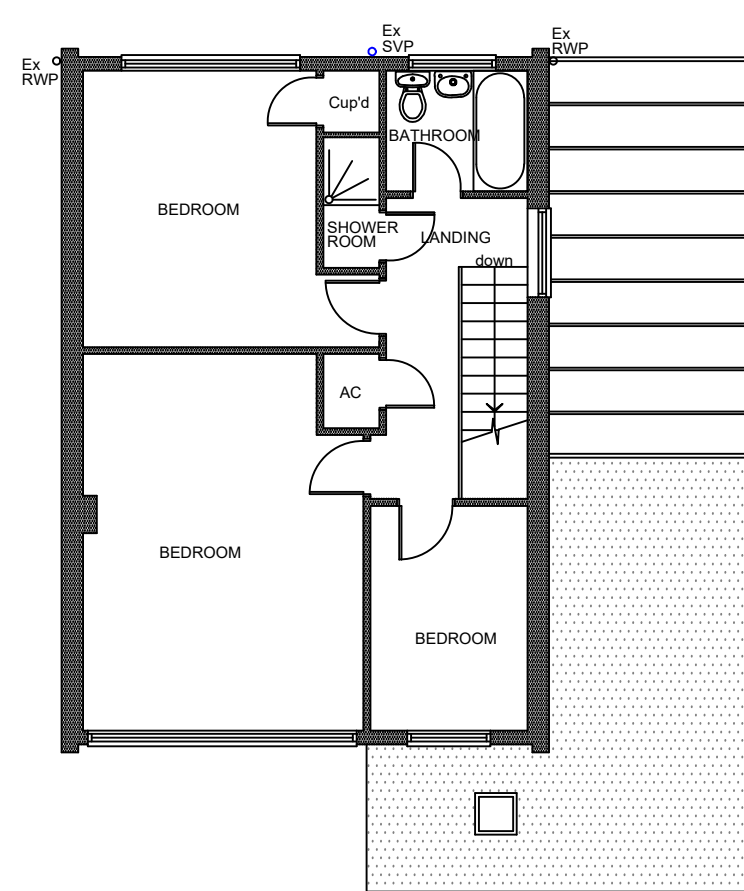 Ex
SVP
Ex
RWP
Ex
RWP
Cup'd
BATHROOM
BEDROOM
SHOWER
ROOM
LANDING
down
AC
BEDROOM
BEDROOM